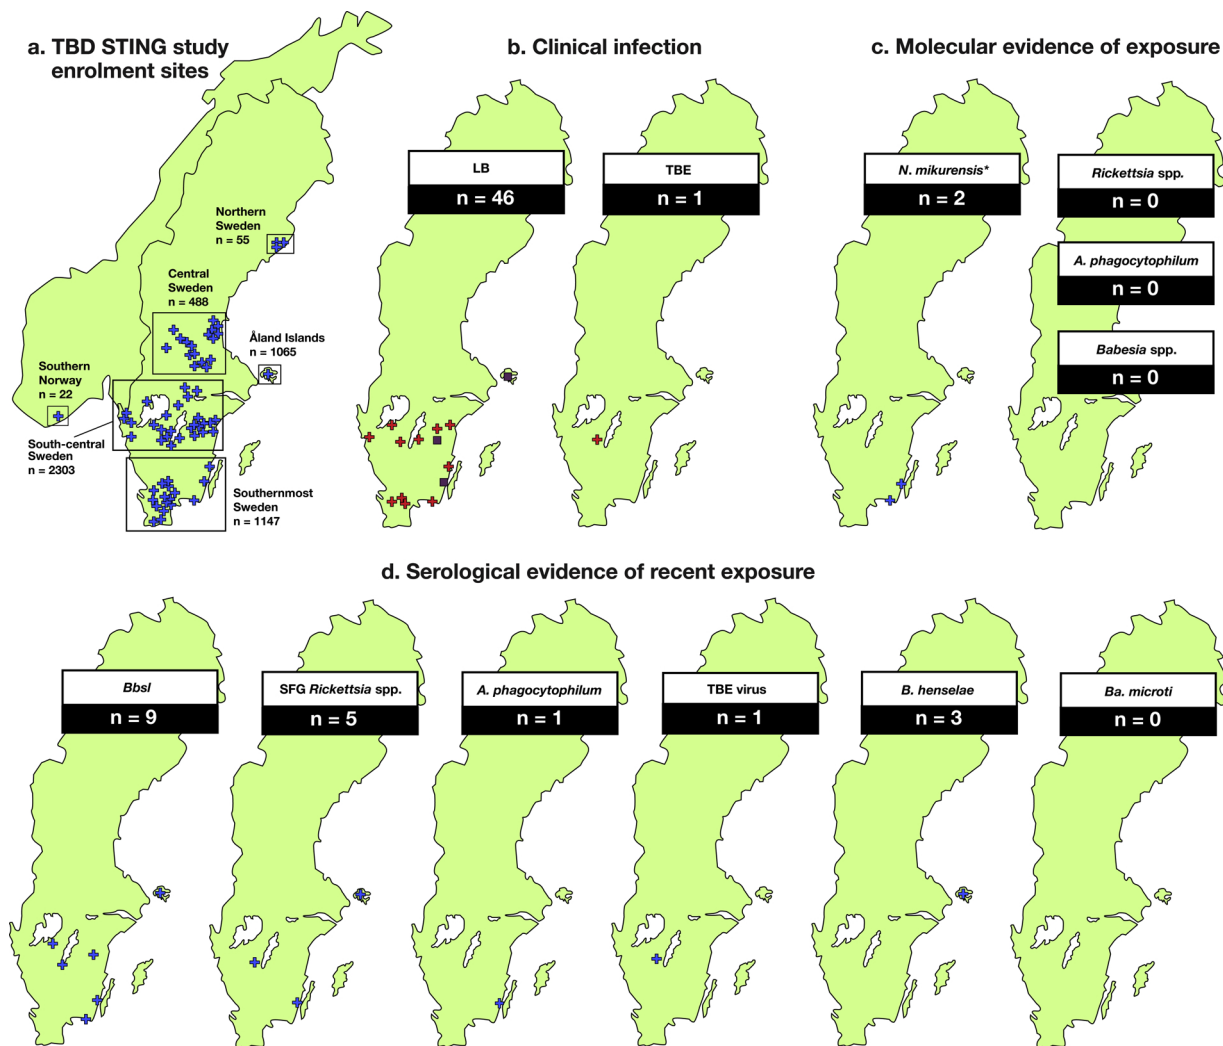 a. TBD STING study
enrolment sites
Northern
Sweden
n = 55
Central
Sweden
n = 488
Åland Islands
n = 1065
Southern
Norway
n = 22
South-central
Sweden
n = 2303
Southernmost
Sweden
n = 1147
b. Clinical infection
LB
n = 46
TBE
n = 1
c. Molecular evidence of exposure
N. mikurensis*
n = 2
Rickettsia spp.
n = 0
A. phagocytophilum
n = 0
Babesia spp.
n = 0
d. Serological evidence of recent exposure
Bbsl
n = 9
SFG Rickettsia spp.
n = 5
A. phagocytophilum
n = 1
TBE virus
n = 1
B. henselae
n = 3
Ba. microti
n = 0